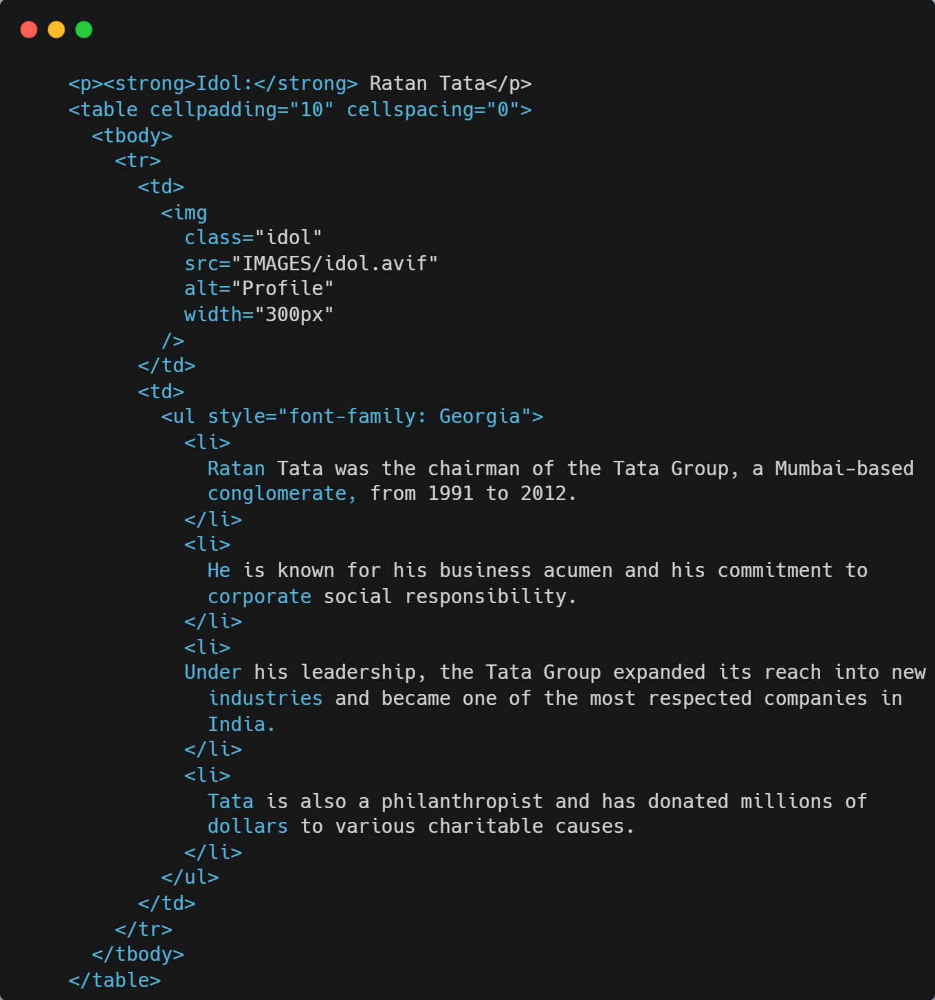 <p><strong>Idol:</strong> Ratan Tata</p>
<table cellpadding="10" cellspacing="0">
<tbody>
<tr>
<td>
<img
class="idol"
src="IMAGES/idol.avif"
alt="Profile"
width="300px"
/>
</td>
<td>
<ul style="font-family: Georgia">
<li>
Ratan Tata was the chairman of the Tata Group, a Mumbai-based
conglomerate, from 1991 to 2012.
</li>
<li>
He is known for his business acumen and his commitment to
corporate social responsibility.
</li>
<li>
Under his leadership, the Tata Group expanded its reach into new
industries and became one of the most respected companies in
India.
</li>
<li>
Tata is also a philanthropist and has donated millions of
dollars to various charitable causes.
</li>
</ul>
</td>
</tr>
</tbody>
</table>